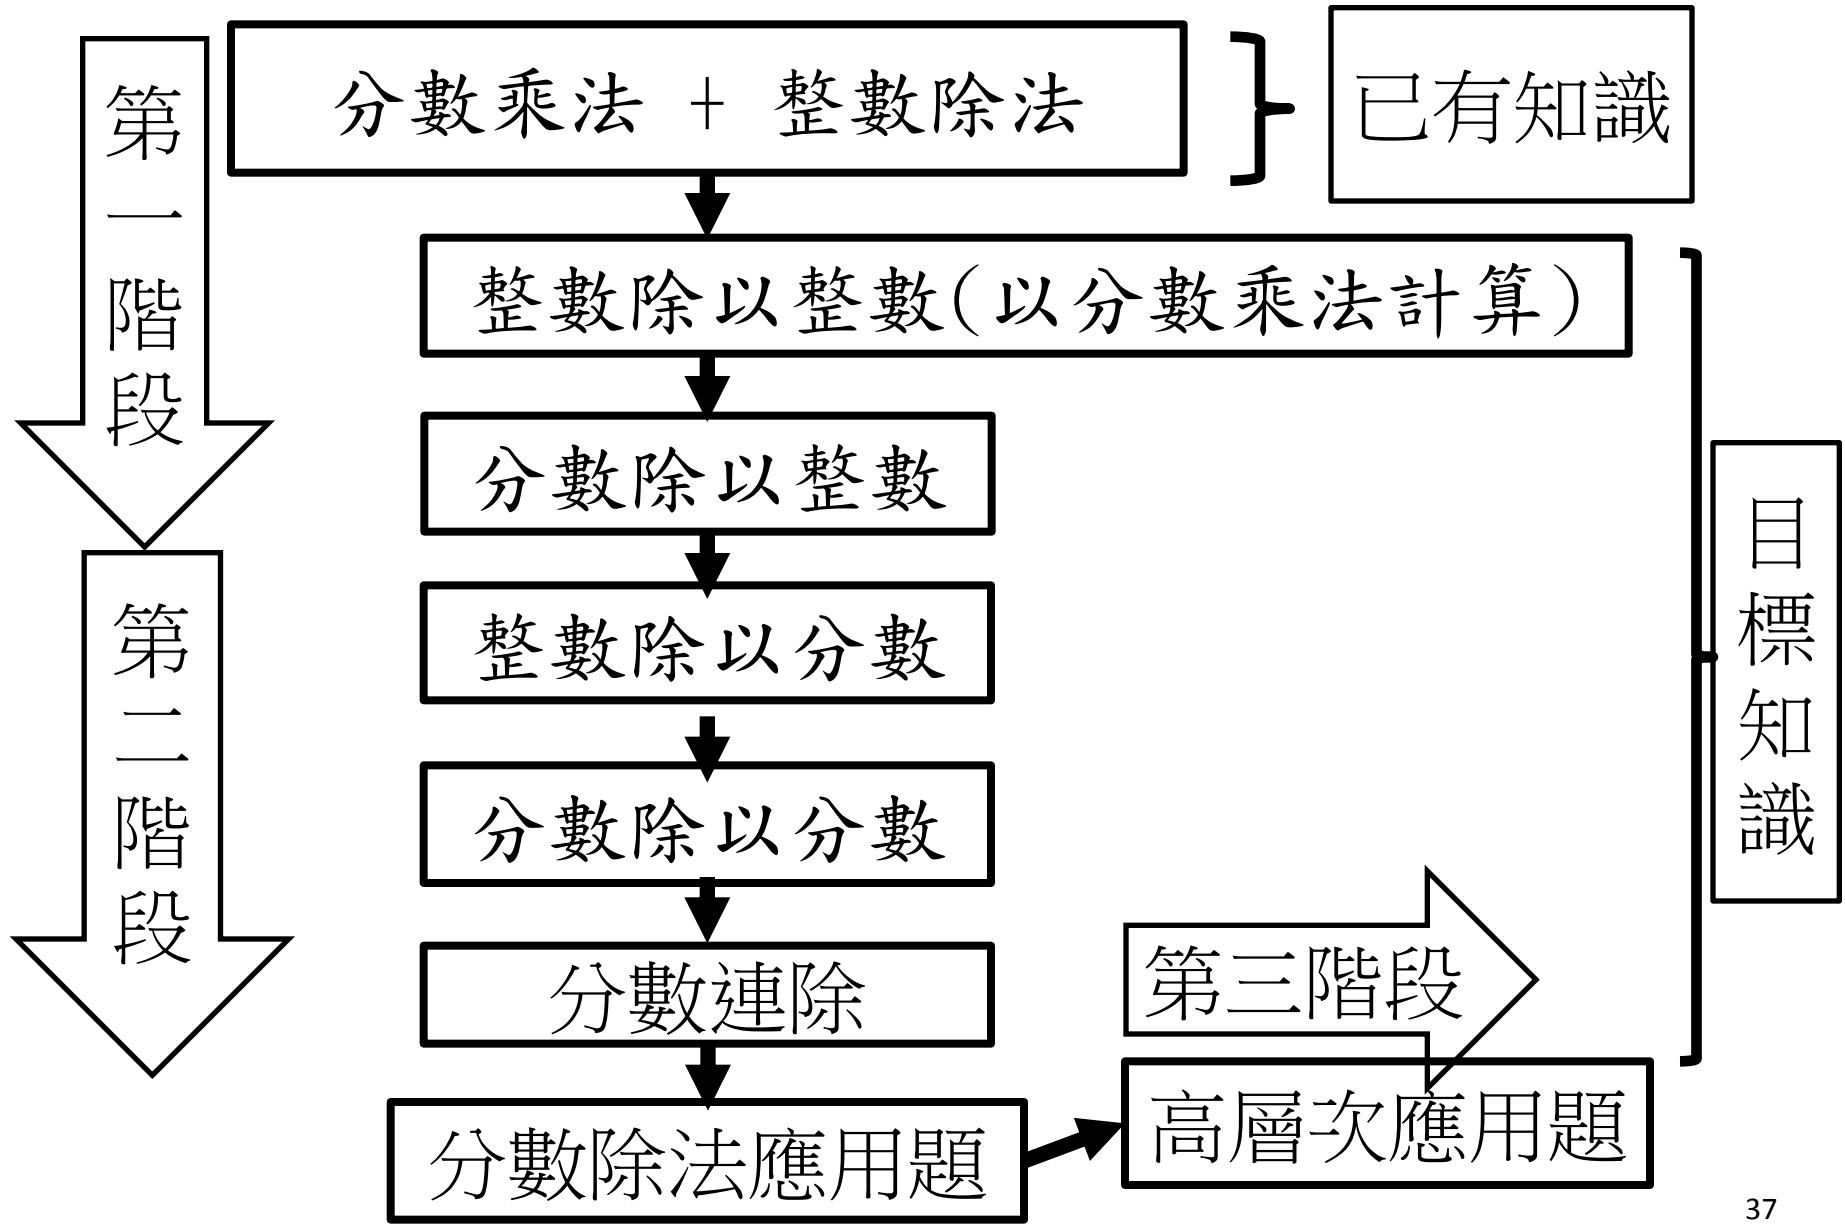 第一階段
分數乘法 + 整數除法
已有知識
整數除以整數(以分數乘法計算)
分數除以整數
第二階段
整數除以分數
分數除以分數
分數連除
分數除法應用題
第三階段
高層次應用題
目標知識
37